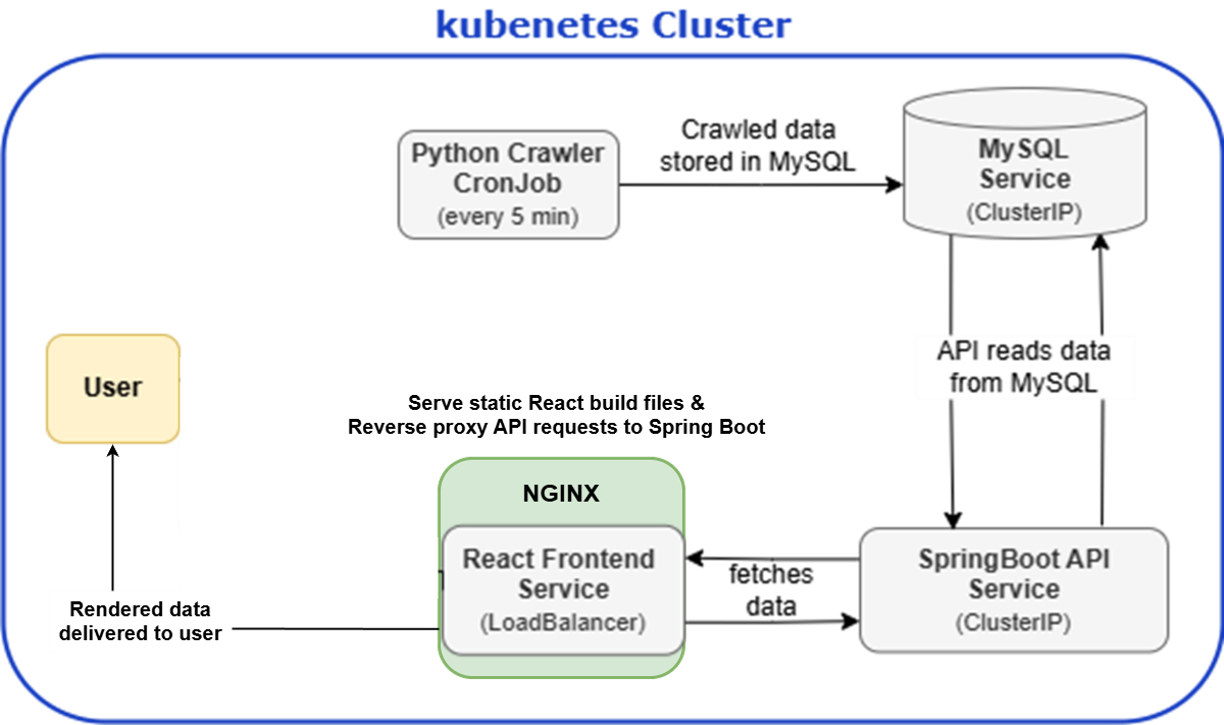 kubenetes Cluster
Python Crawler
CronJob
(every 5 min)
Crawled data
stored in MySQL
MySQL
Service
(ClusterIP)
API reads data
from MySQL
User
Serve static React build files &
Reverse proxy API requests to Spring Boot
NGINX
React Frontend
Service
(LoadBalancer)
fetches
data
SpringBoot API
Service
(ClusterIP)
Rendered data
delivered to user